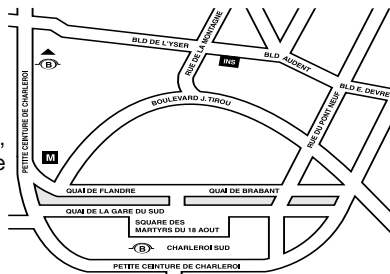 BLD DE L'YSER
RUE DE LA MONTAGNE
INS
BLD AUDENT
BLD E. DEVRE
B
PETITE CEINTURE DE CHARLEROI
BOULEVARD J. TIROU
RUE DU PONT NEUF
M
QUAI DE FLANDRE
QUAI DE BRABANT
QUAI DE LA GARE DU SUD
SQUARE DES
MARTYRS DU 18 AOUT
B
CHARLEROI SUD
PETITE CEINTURE DE CHARLEROI